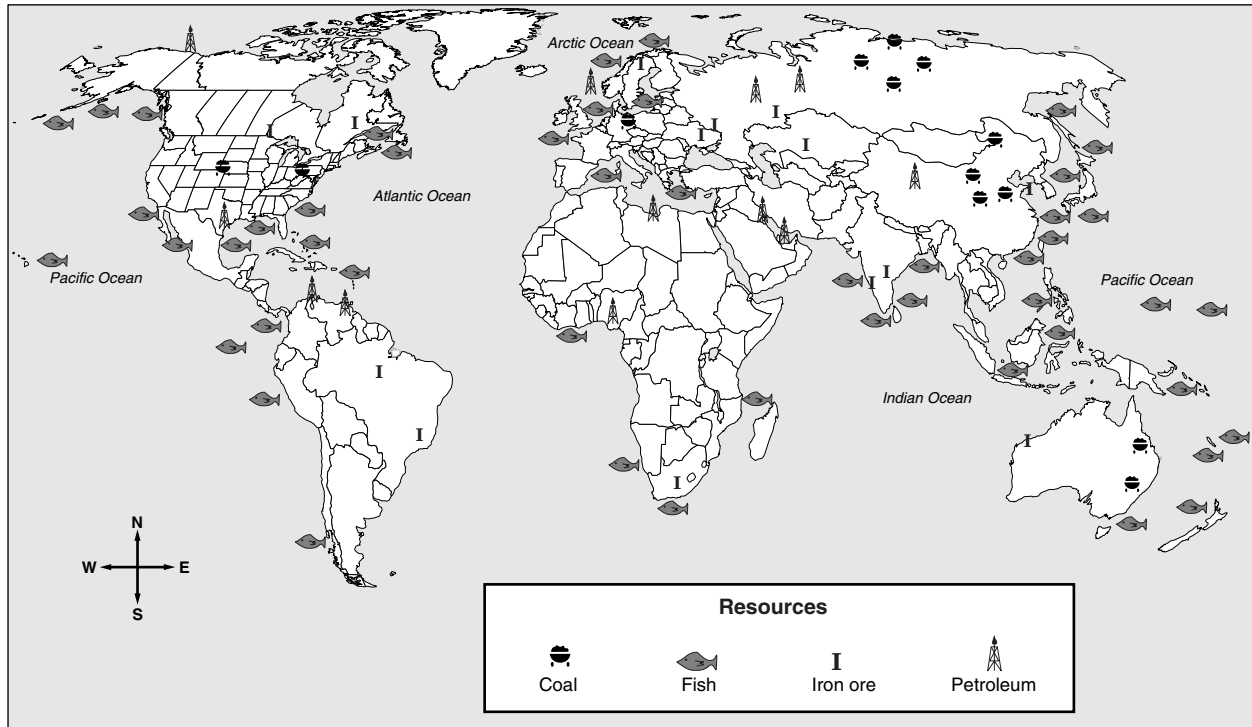 Arctic Ocean
Atlantic Ocean
Pacific Ocean
Pacific Ocean
Indian Ocean
N
W E
S
Resources
Coal Fish Iron ore Petroleum
I I I I I I I I I I I I I I